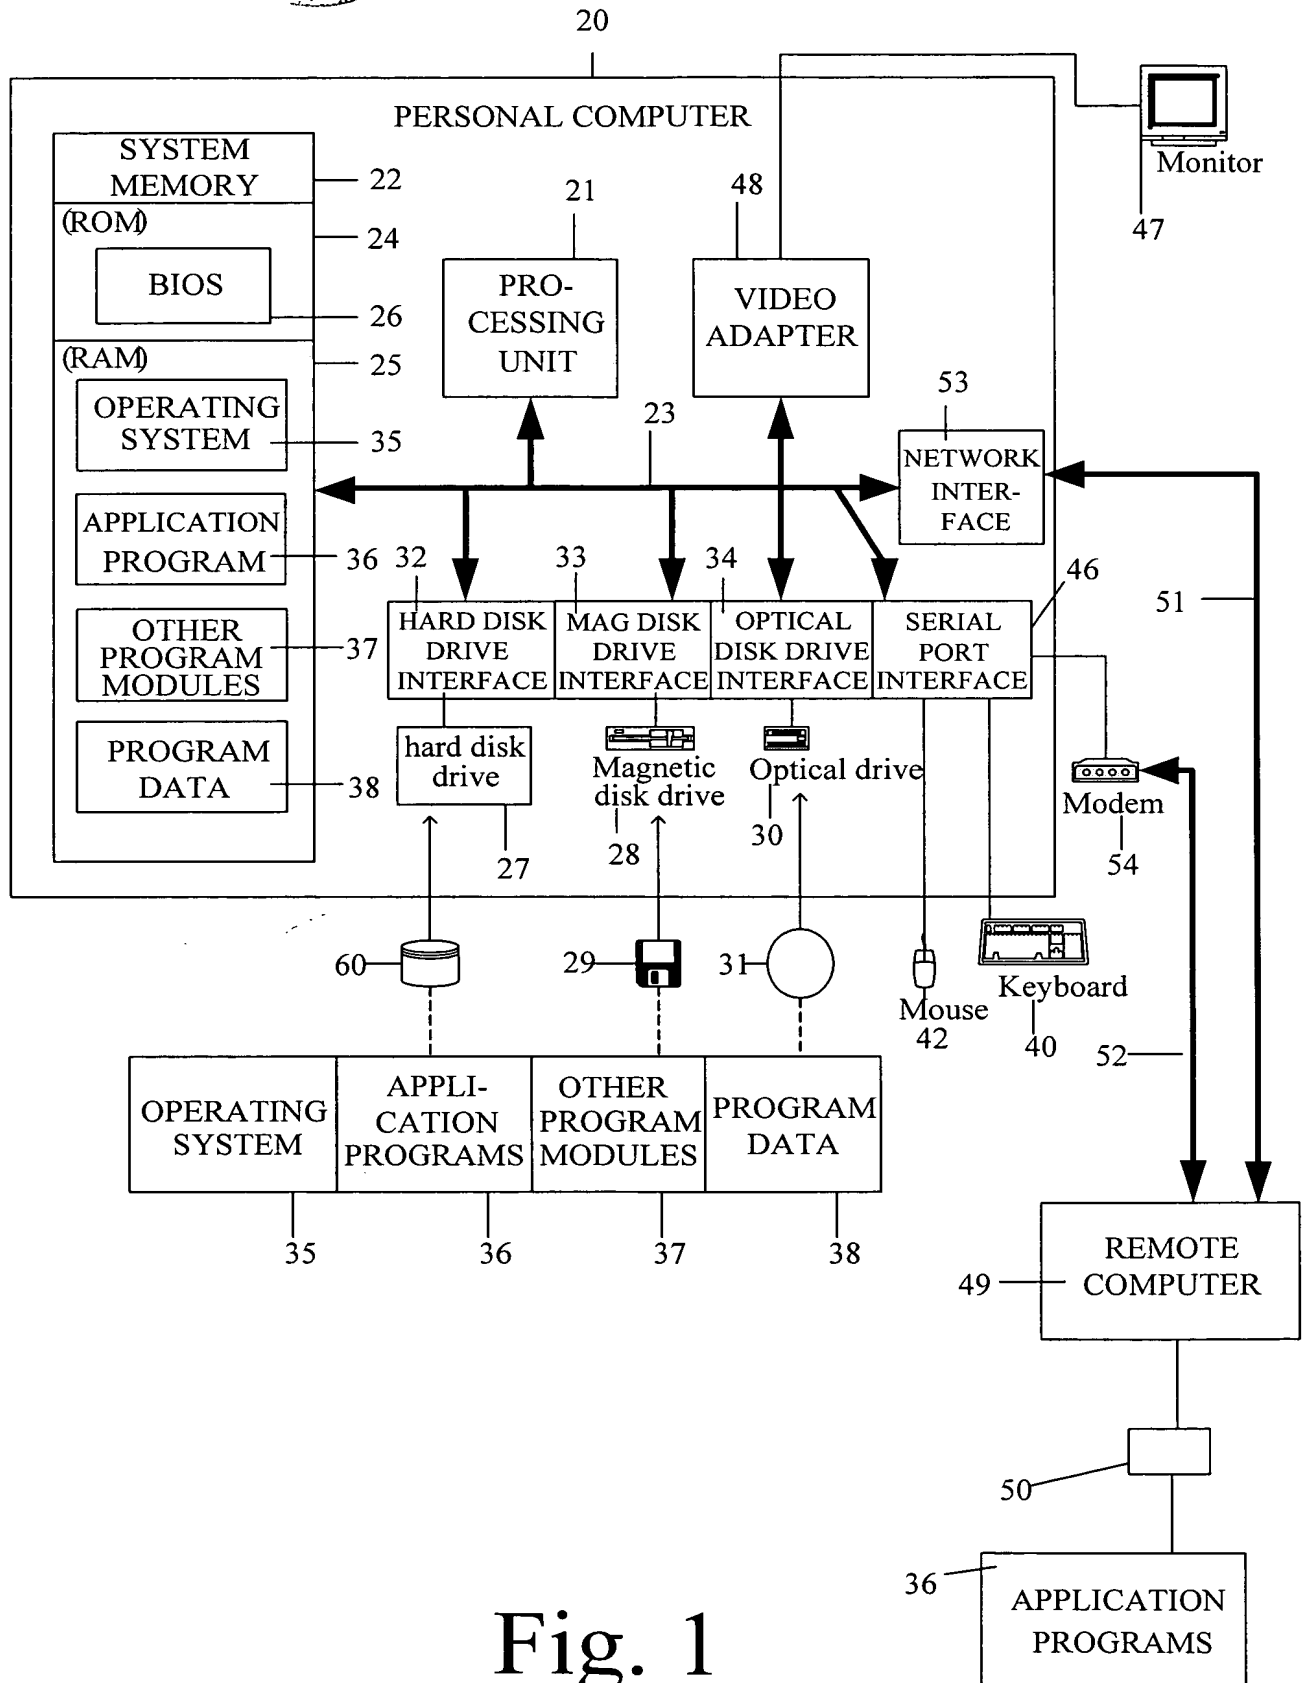 20
PERSONAL COMPUTER
Monitor
47
SYSTEM
MEMORY
22
(ROM)
24
BIOS
26
(RAM)
25
OPERATING
SYSTEM
35
APPLICATION
PROGRAM
36
OTHER
PROGRAM
MODULES
37
PROGRAM
DATA
38
21
PRO-
CESSING
UNIT
48
VIDEO
ADAPTER
23
53
NETWORK
INTER-
FACE
32
HARD DISK
DRIVE
INTERFACE
33
MAG DISK
DRIVE
INTERFACE
34
OPTICAL
DISK DRIVE
INTERFACE
46
SERIAL
PORT
INTERFACE
51
hard disk
drive
27
Magnetic
disk drive
28
Optical drive
30
Modem
54
60
29
31
Mouse
42
Keyboard
40
52
OPERATING
SYSTEM
APPLI-
CATION
PROGRAMS
OTHER
PROGRAM
MODULES
PROGRAM
DATA
35
36
37
38
REMOTE
COMPUTER
49
50
36
APPLICATION
PROGRAMS
Fig. 1